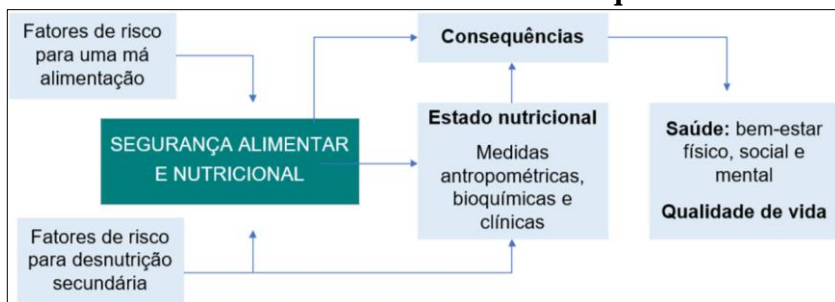 Fatores de risco
para uma má
alimentação
Consequências
SEGURANÇA ALIMENTAR
E NUTRICIONAL
Estado nutricional
Medidas
antropométricas,
bioquímicas e
clínicas
Saúde: bem-estar
físico, social e
mental
Qualidade de vida
Fatores de risco
para desnutrição
secundária